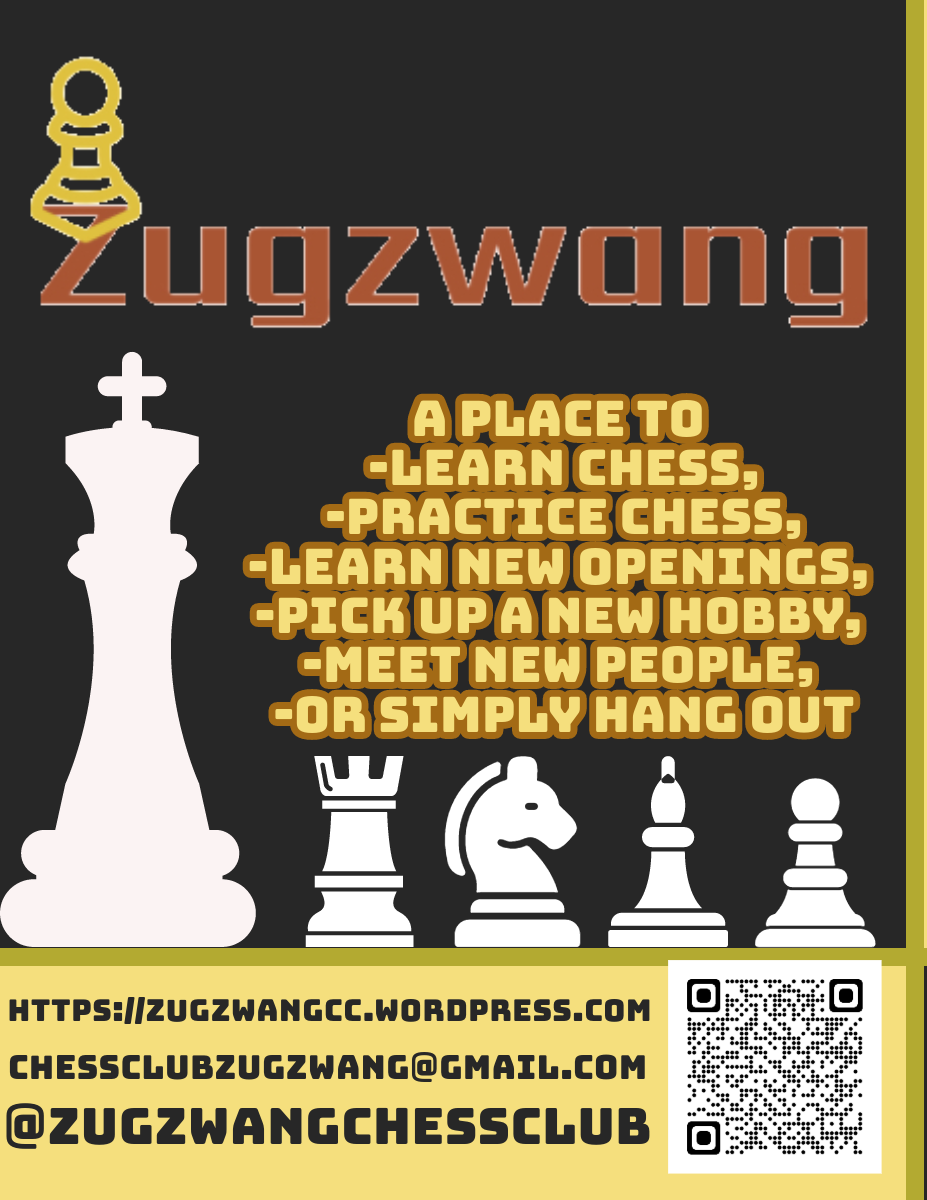 Zugzwang
A PLACE TO
-LEARN CHESS,
-PRACTICE CHESS,
-LEARN NEW OPENINGS,
-PICK UP A NEW HOBBY,
-MEET NEW PEOPLE,
-OR SIMPLY HANG OUT
HTTPS://ZUGZWANGCC.WORDPRESS.COM
CHESSCLUBZUGZWANG@GMAIL.COM
@ZUGZWANGCHESSCLUB